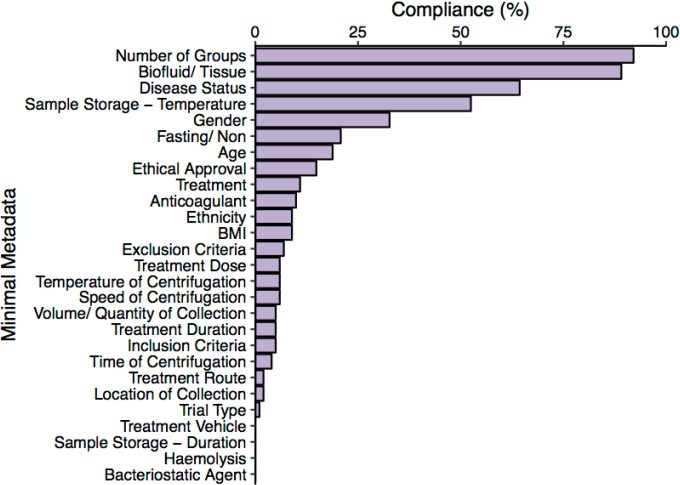 Compliance (%)
0 25 50 75 100
Minimal Metadata
Number of Groups
Biofluid/ Tissue
Disease Status
Sample Storage – Temperature
Gender
Fasting/ Non
Age
Ethical Approval
Treatment
Anticoagulant
Ethnicity
BMI
Exclusion Criteria
Treatment Dose
Temperature of Centrifugation
Speed of Centrifugation
Volume/ Quantity of Collection
Treatment Duration
Inclusion Criteria
Time of Centrifugation
Treatment Route
Location of Collection
Trial Type
Treatment Vehicle
Sample Storage – Duration
Haemolysis
Bacteriostatic Agent